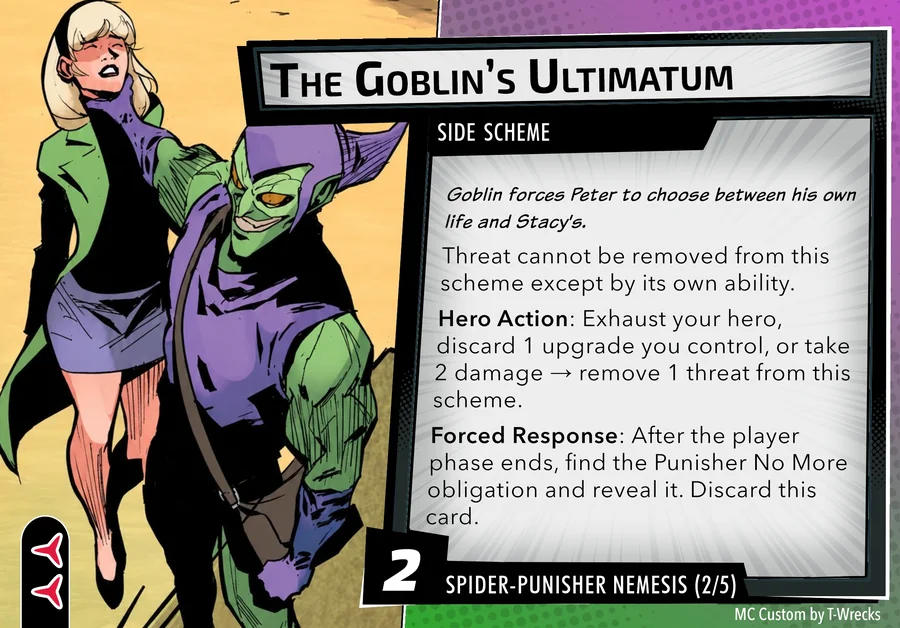 The Goblin's Ultimatum
SIDE SCHEME
Goblin forces Peter to choose between his own
life and Stacy's.
Threat cannot be removed from this
scheme except by its own ability.
Hero Action: Exhaust your hero,
discard 1 upgrade you control, or take
2 damage → remove 1 threat from this
scheme.
Forced Response: After the player
phase ends, find the Punisher No More
obligation and reveal it. Discard this
card.
2
SPIDER-PUNISHER NEMESIS (2/5)
MC Custom by T-Wrecks